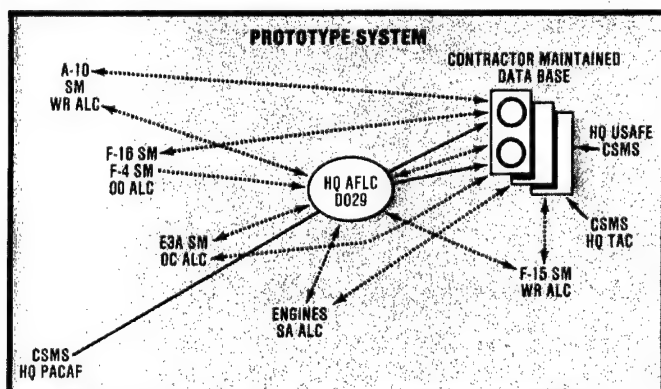 PROTOTYPE SYSTEM
CONTRACTOR MAINTAINED
DATA BASE
A-10
SM
WR ALC
HQ USAFE
CSMS
F-16 SM
F-4 SM
OO ALC
HQ AFLC
DO29
CSMS
HQ TAC
E3A SM
OC ALC
F-15 SM
WR ALC
ENGINES
SA ALC
CSMS
HQ PACAF